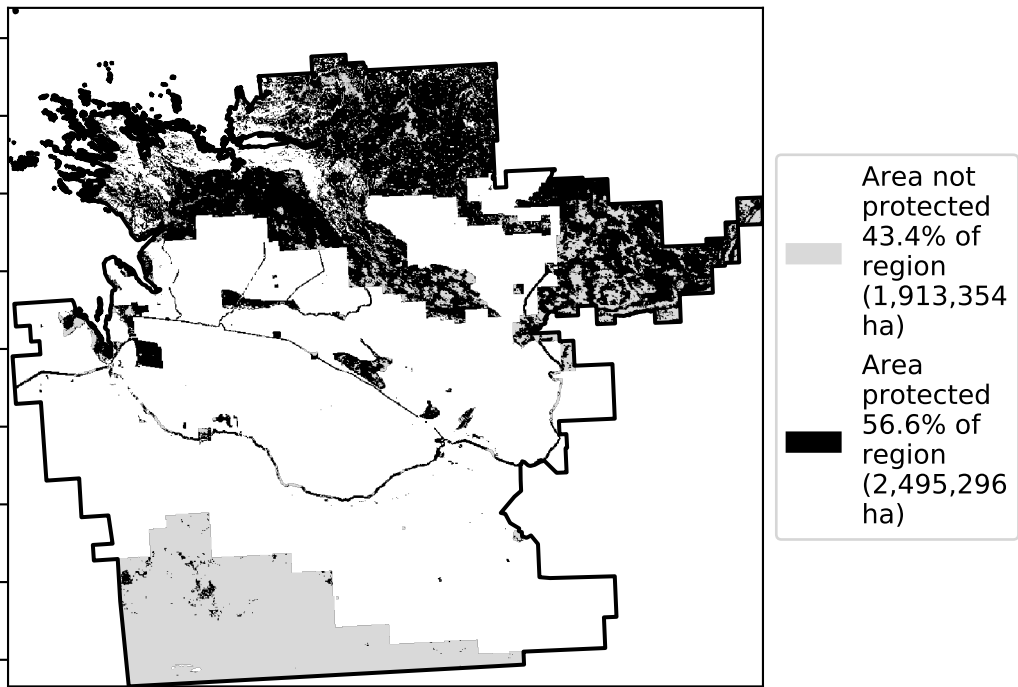 Area not
protected
43.4% of
region
(1,913,354
ha)
Area
protected
56.6% of
region
(2,495,296
ha)